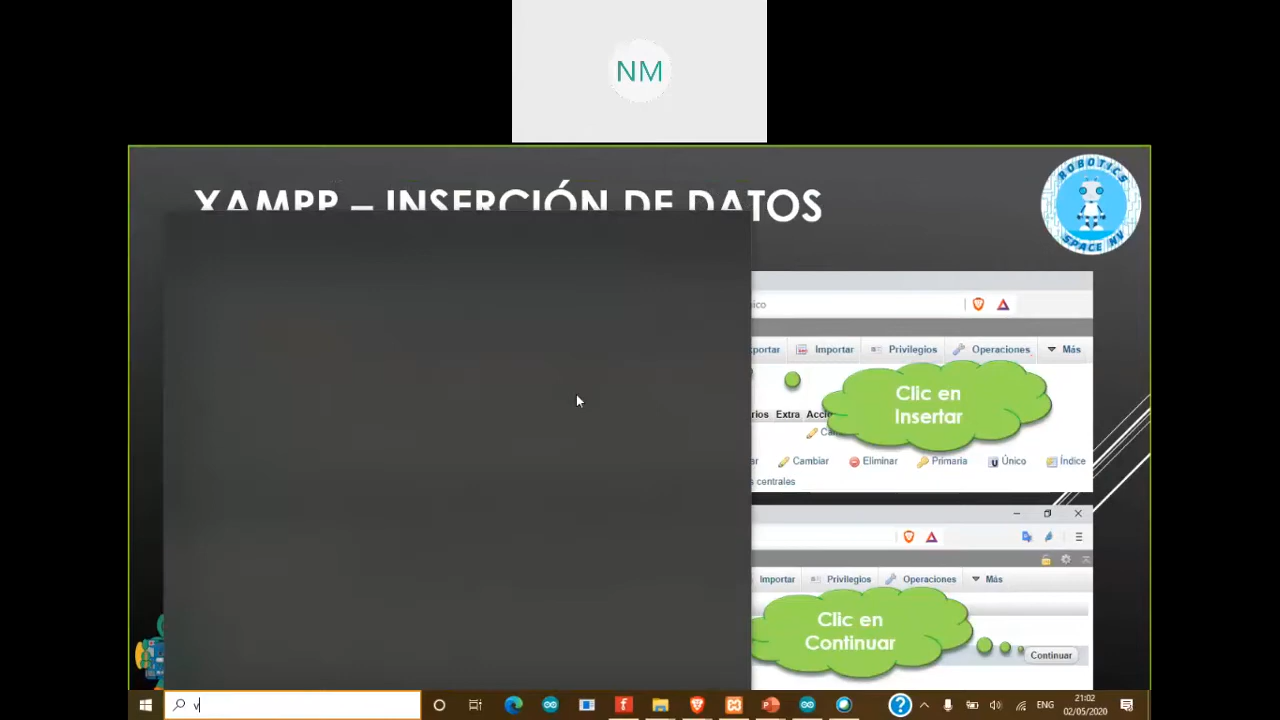 NM
XAMPP – INSERCIÓN DE DATOS
ROBOTICS
SPACE NV
Importar Privilegios Operaciones Más
Clic en
Insertar
Extra
Cambiar Eliminar Primaria Único Índice
centrales
Importar Privilegios Operaciones Más
Clic en
Continuar
Continuar
v
ENG
21:02
02/05/2020